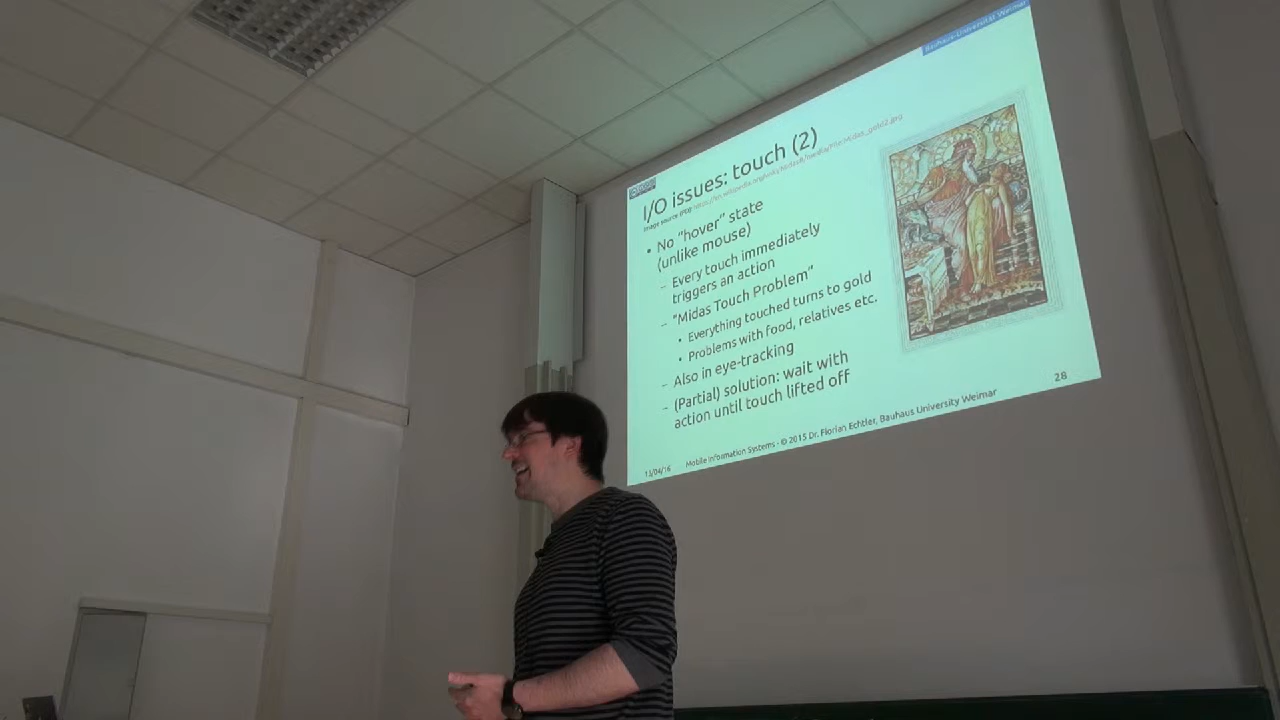 Bauhaus-Universität Weimar
I/O issues: touch (2)
Image source (PD):
• No "hover" state
(unlike mouse)
– Every touch immediately
triggers an action
– "Midas Touch Problem"
• Everything touched turns to gold
• Problems with food, relatives etc.
– Also in eye-tracking
– (Partial) solution: wait with
action until touch lifted off
13/04/16 Mobile Information Systems - © 2015 Dr. Florian Echtler, Bauhaus University Weimar 28